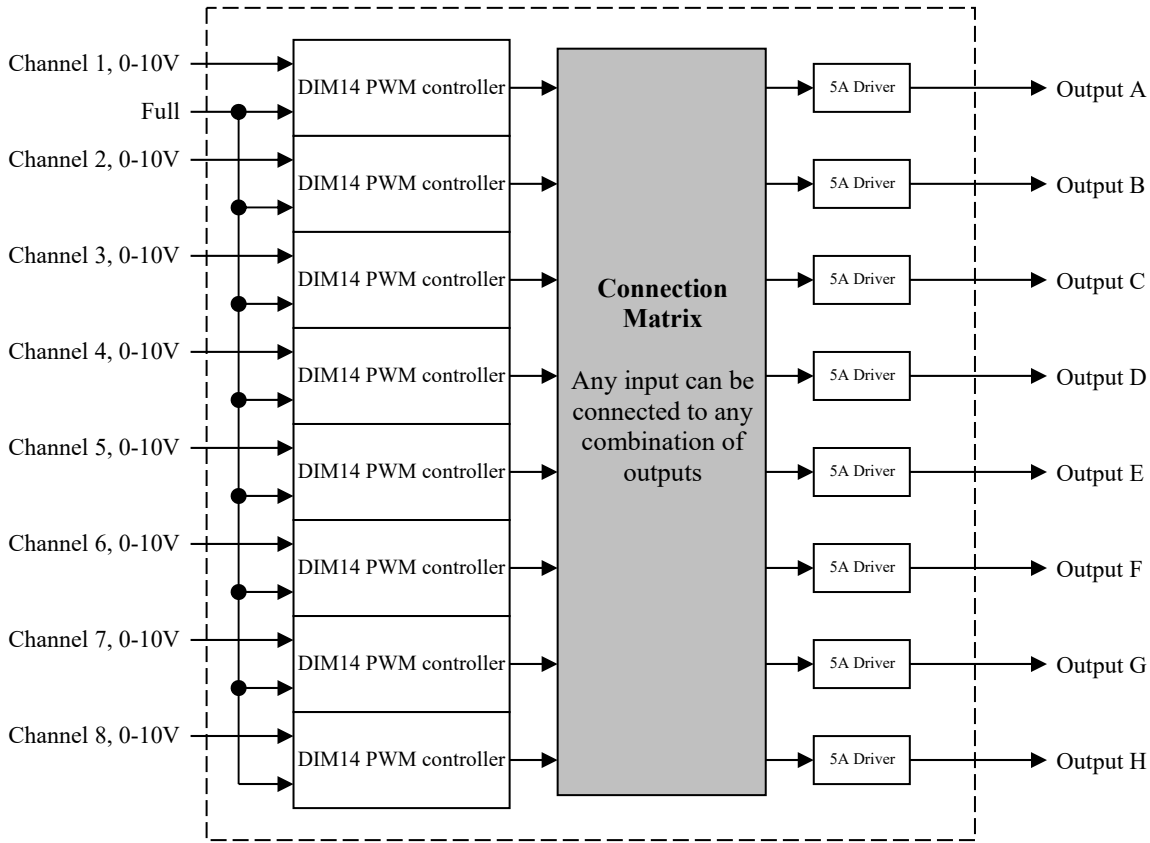 Channel 1, 0-10V
Full
Channel 2, 0-10V
Channel 3, 0-10V
Channel 4, 0-10V
Channel 5, 0-10V
Channel 6, 0-10V
Channel 7, 0-10V
Channel 8, 0-10V
DIM14 PWM controller
DIM14 PWM controller
DIM14 PWM controller
DIM14 PWM controller
DIM14 PWM controller
DIM14 PWM controller
DIM14 PWM controller
DIM14 PWM controller
Connection
Matrix
Any input can be
connected to any
combination of
outputs
5A Driver
5A Driver
5A Driver
5A Driver
5A Driver
5A Driver
5A Driver
5A Driver
Output A
Output B
Output C
Output D
Output E
Output F
Output G
Output H